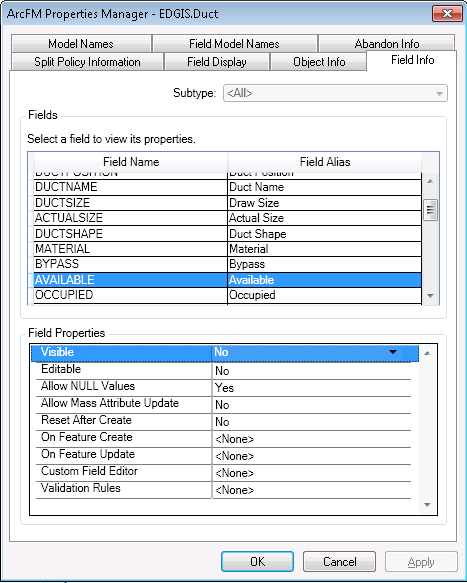 ArcFM Properties Manager - EDGIS.Duct
Model Names Field Model Names Abandon Info
Split Policy Information Field Display Object Info Field Info
Subtype: <All>
Fields
Select a field to view its properties.
Field Name Field Alias
DUCTPOSITION Duct Position
DUCTNAME Duct Name
DUCTSIZE Draw Size
ACTUALSIZE Actual Size
DUCTSHAPE Duct Shape
MATERIAL Material
BYPASS Bypass
AVAILABLE Available
OCCUPIED Occupied
Field Properties
Visible No
Editable No
Allow NULL Values Yes
Allow Mass Attribute Update No
Reset After Create No
On Feature Create <None>
On Feature Update <None>
Custom Field Editor <None>
Validation Rules <None>
OK Cancel Apply